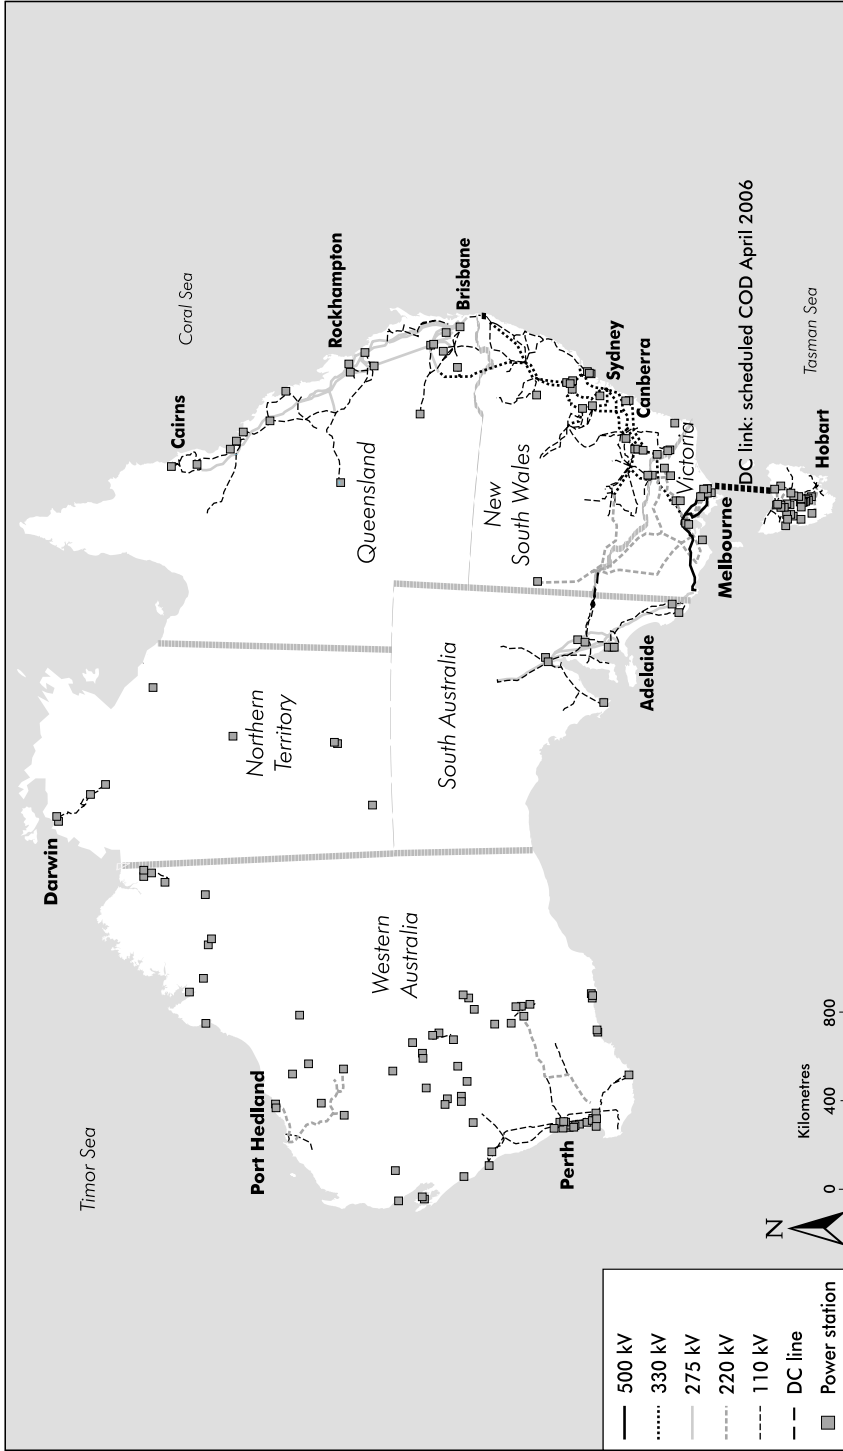 Timor Sea
Coral Sea
Tasman Sea
Darwin
Cairns
Port Hedland
Rockhampton
Brisbane
Perth
Adelaide
Sydney
Canberra
Melbourne
Hobart
Northern
Territory
Queensland
Western
Australia
South Australia
New
South Wales
Victoria
DC link: scheduled COD April 2006
N
Kilometres
0 400 800
500 kV
330 kV
275 kV
220 kV
110 kV
DC line
Power station